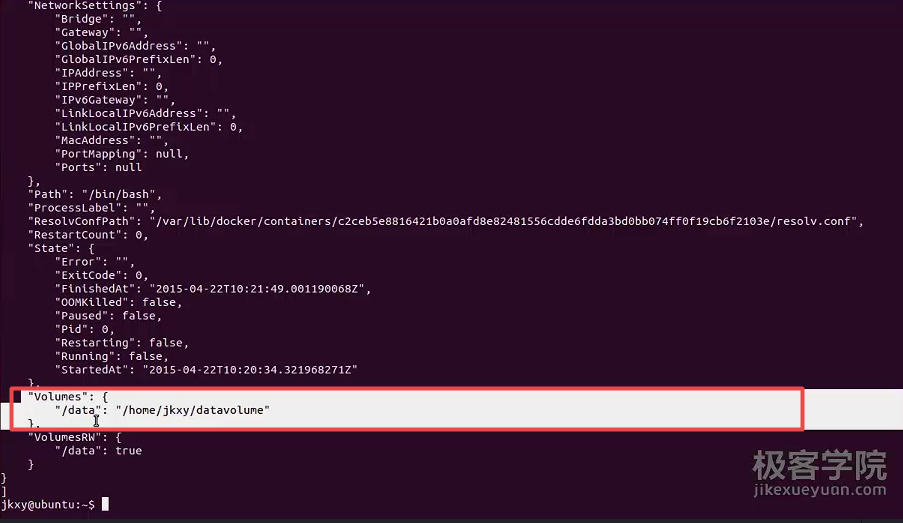 "NetworkSettings": {
"Bridge": "",
"Gateway": "",
"GlobalIPv6Address": "",
"GlobalIPv6PrefixLen": 0,
"IPAddress": "",
"IPPrefixLen": 0,
"IPv6Gateway": "",
"LinkLocalIPv6Address": "",
"LinkLocalIPv6PrefixLen": 0,
"MacAddress": "",
"PortMapping": null,
"Ports": null
},
"Path": "/bin/bash",
"ProcessLabel": "",
"ResolvConfPath": "/var/lib/docker/containers/c2ceb5e8816421b0a0afd8e82481556cdde6fdda3bd0bb074ff0f19cb6f2103e/resolv.conf",
"RestartCount": 0,
"State": {
"Error": "",
"ExitCode": 0,
"FinishedAt": "2015-04-22T10:21:49.001190068Z",
"OOMKilled": false,
"Paused": false,
"Pid": 0,
"Restarting": false,
"Running": false,
"StartedAt": "2015-04-22T10:20:34.321968271Z"
},
"Volumes": {
"/data": "/home/jkxy/datavolume"
},
"VolumesRW": {
"/data": true
}
}
]
jkxy@ubuntu:~$
极客学院
jikexueyuan.com